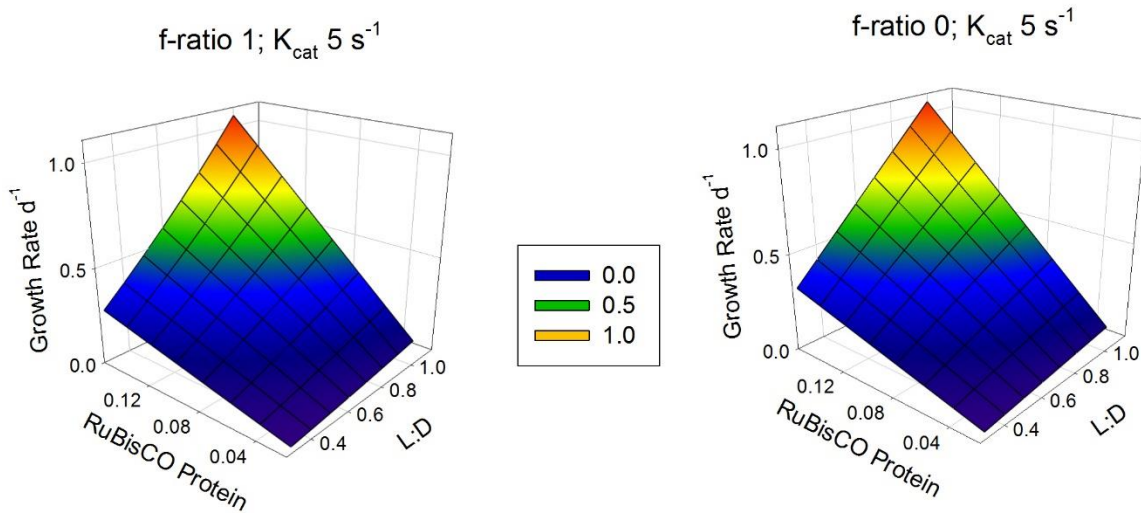 f-ratio 1; K_cat 5 s⁻¹
1.0
0.5
0.0
Growth Rate d⁻¹
0.12
0.08
0.04
RuBisCO Protein
0.4
0.6
0.8
1.0
L:D
0.0
0.5
1.0
f-ratio 0; K_cat 5 s⁻¹
1.0
0.5
0.0
Growth Rate d⁻¹
0.12
0.08
0.04
RuBisCO Protein
0.4
0.6
0.8
1.0
L:D